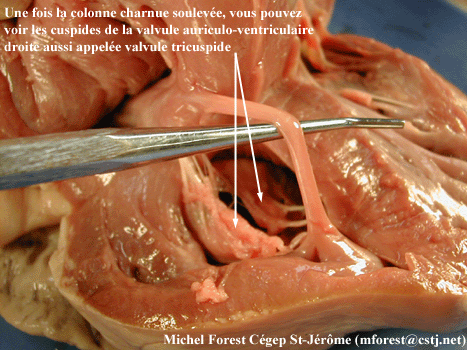 Une fois la colonne charnue soulevée, vous pouvez
voir les cuspides de la valvule auriculo-ventriculaire
droite aussi appelée valvule tricuspide
Michel Forest Cégep St-Jérôme (mforest@cstj.net)